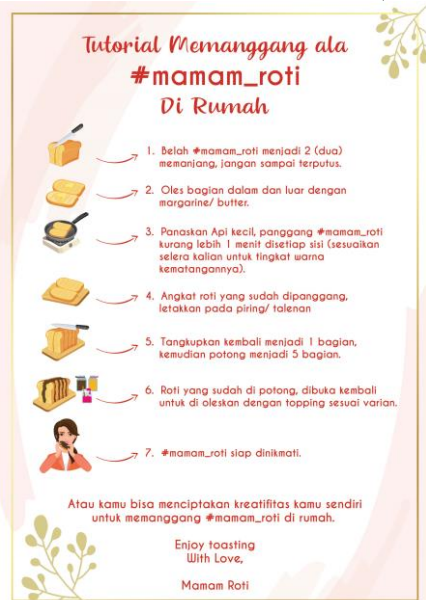 Tutorial Memanggang ala
#mamam_roti
Di Rumah
1. Belah #mamam_roti menjadi 2 (dua)
memanjang, jangan sampai terputus.
2. Oles bagian dalam dan luar dengan
margarine/ butter.
3. Panaskan Api kecil, panggang #mamam_roti
kurang lebih 1 menit disetiap sisi (sesuaikan
selera kalian untuk tingkat warna
kematangannya).
4. Angkat roti yang sudah dipanggang,
letakkan pada piring/ talenan
5. Tangkupkan kembali menjadi 1 bagian,
kemudian potong menjadi 5 bagian.
6. Roti yang sudah di potong, dibuka kembali
untuk di oleskan dengan topping sesuai varian.
7. #mamam_roti siap dinikmati.
Atau kamu bisa menciptakan kreatifitas kamu sendiri
untuk memanggang #mamam_roti di rumah.
Enjoy toasting
With Love,
Mamam Roti